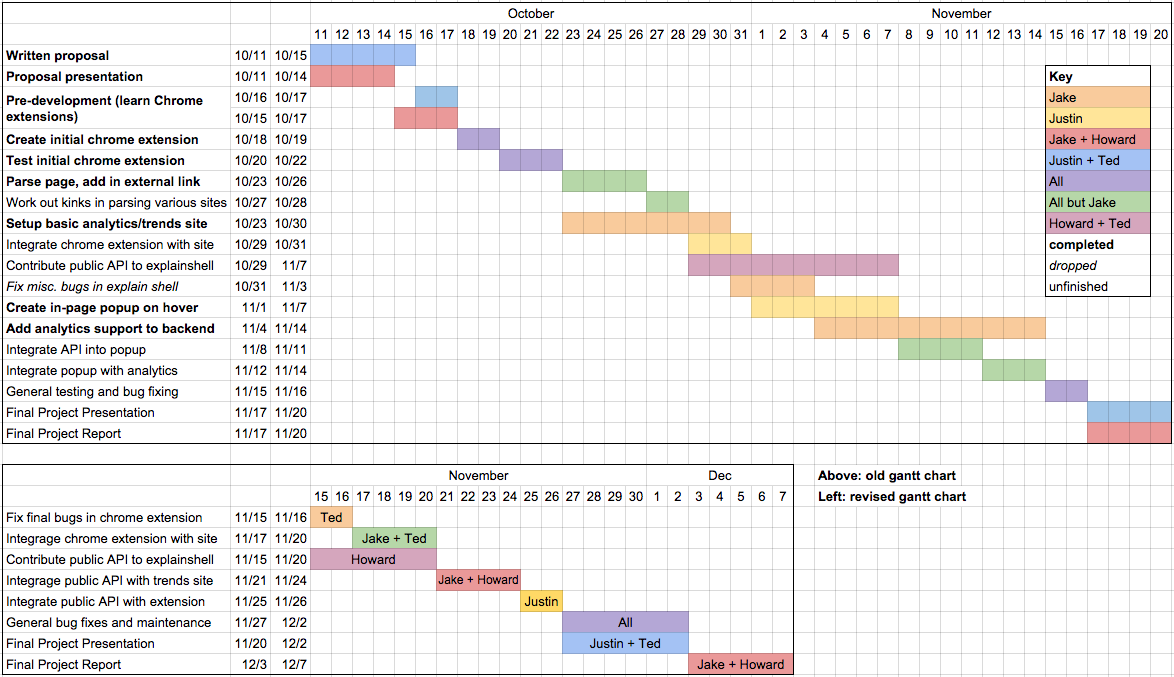 October November
11 12 13 14 15 16 17 18 19 20 21 22 23 24 25 26 27 28 29 30 31 1 2 3 4 5 6 7 8 9 10 11 12 13 14 15 16 17 18 19 20
Written proposal 10/11 10/15
Proposal presentation 10/11 10/14 Key
Pre-development (learn Chrome 10/16 10/17 Jake
extensions) 10/15 10/17 Justin
Create initial chrome extension 10/18 10/19 Jake + Howard
Test initial chrome extension 10/20 10/22 Justin + Ted
Parse page, add in external link 10/23 10/26 All
Work out kinks in parsing various sites 10/27 10/28 All but Jake
Setup basic analytics/trends site 10/23 10/30 Howard + Ted
Integrate chrome extension with site 10/29 10/31 completed
Contribute public API to explainshell 10/29 11/7 dropped
Fix misc. bugs in explain shell 10/31 11/3 unfinished
Create in-page popup on hover 11/1 11/7
Add analytics support to backend 11/4 11/14
Integrate API into popup 11/8 11/11
Integrate popup with analytics 11/12 11/14
General testing and bug fixing 11/15 11/16
Final Project Presentation 11/17 11/20
Final Project Report 11/17 11/20
November Dec Above: old gantt chart
15 16 17 18 19 20 21 22 23 24 25 26 27 28 29 30 1 2 3 4 5 6 7 Left: revised gantt chart
Fix final bugs in chrome extension 11/15 11/16 Ted
Integrage chrome extension with site 11/17 11/20 Jake + Ted
Contribute public API to explainshell 11/15 11/20 Howard
Integrage public API with trends site 11/21 11/24 Jake + Howard
Integrate public API with extension 11/25 11/26 Justin
General bug fixes and maintenance 11/27 12/2 All
Final Project Presentation 11/20 12/2 Justin + Ted
Final Project Report 12/3 12/7 Jake + Howard